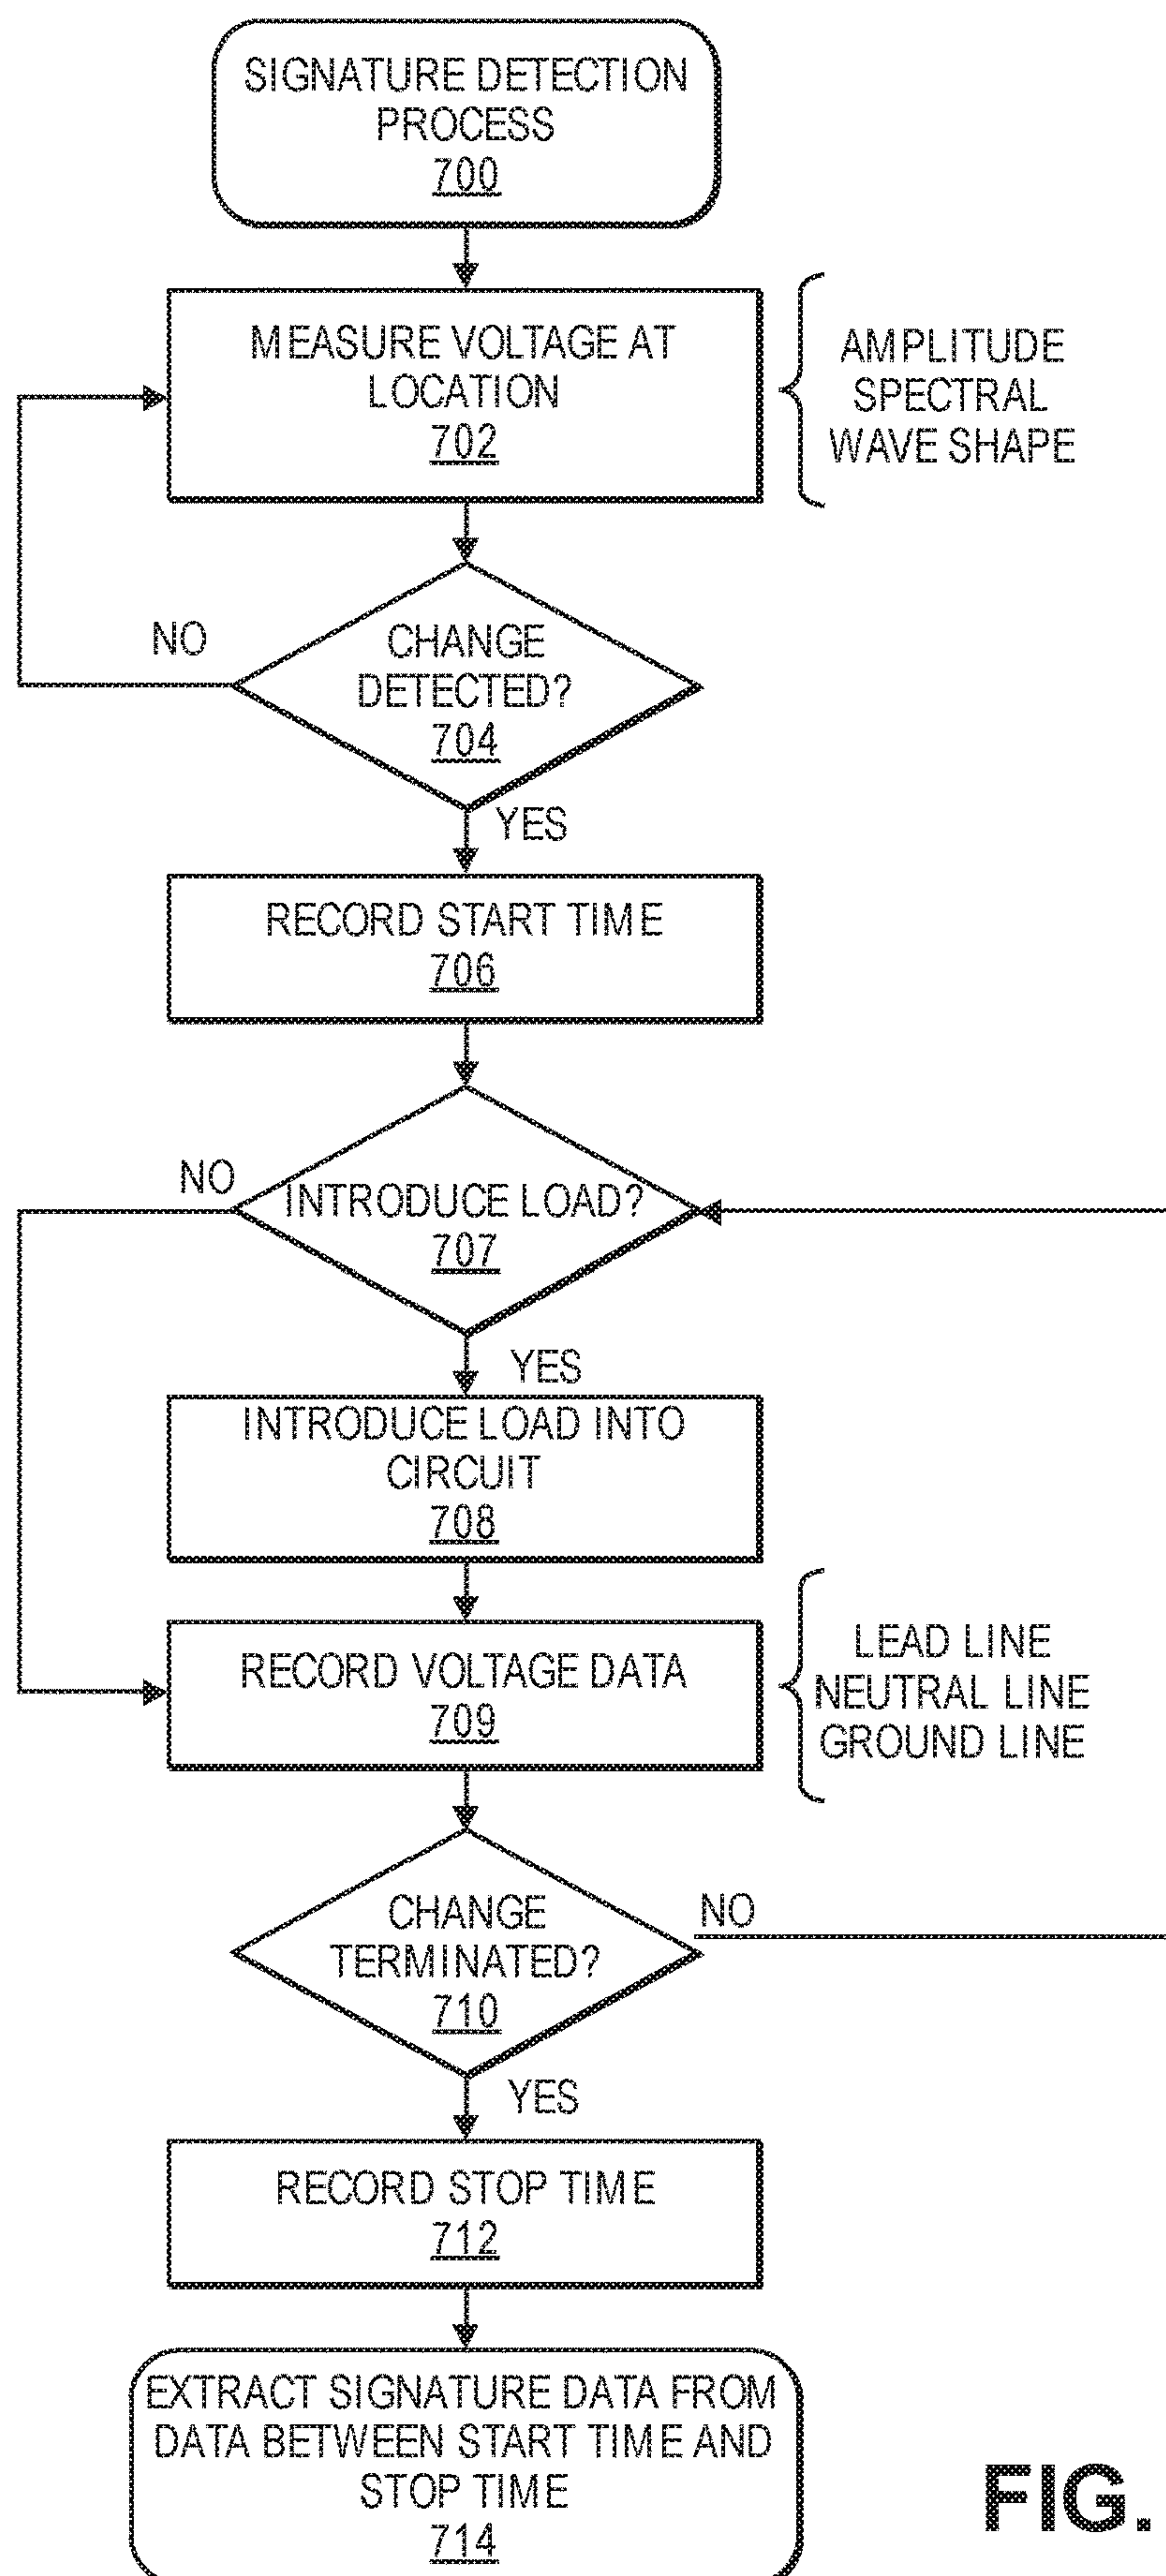 SIGNATURE DETECTION
PROCESS
700
MEASURE VOLTAGE AT
LOCATION
702
AMPLITUDE
SPECTRAL
WAVE SHAPE
CHANGE
DETECTED?
704
NO
YES
RECORD START TIME
706
INTRODUCE LOAD?
707
NO
YES
INTRODUCE LOAD INTO
CIRCUIT
708
RECORD VOLTAGE DATA
709
LEAD LINE
NEUTRAL LINE
GROUND LINE
CHANGE
TERMINATED?
710
NO
YES
RECORD STOP TIME
712
EXTRACT SIGNATURE DATA FROM
DATA BETWEEN START TIME AND
STOP TIME
714
FIG.